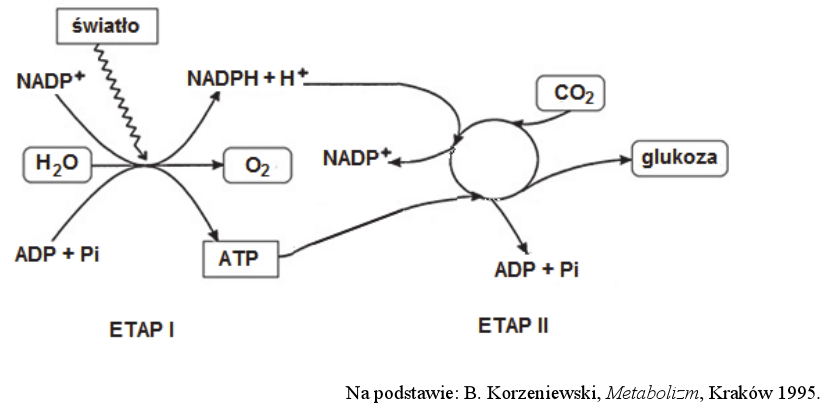 światło
NADP⁺
NADPH + H⁺
CO₂
H₂O
O₂
NADP⁺
glukoza
ADP + Pi
ATP
ADP + Pi
ETAP I
ETAP II
Na podstawie: B. Korzeniewski, Metabolizm, Kraków 1995.